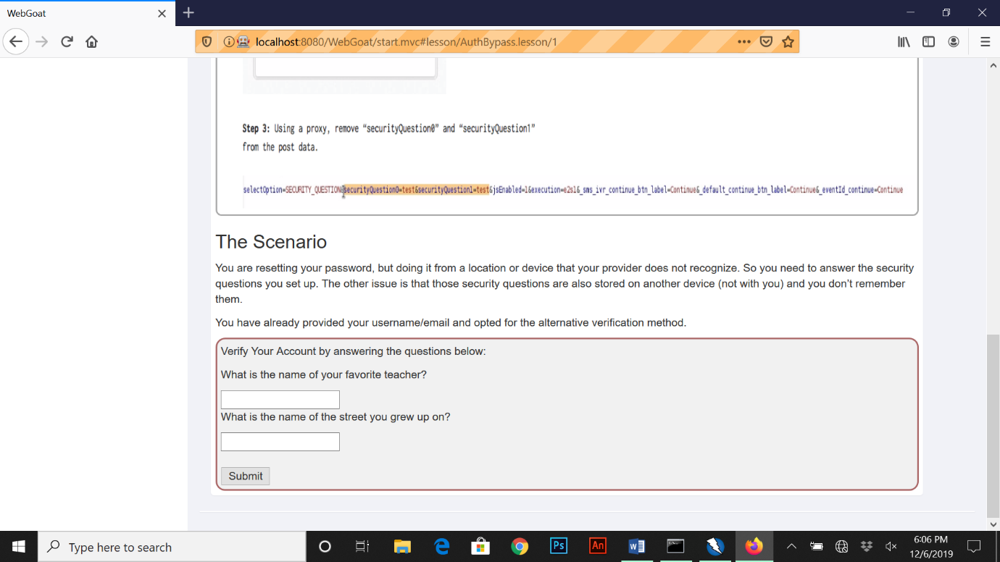 WebGoat
localhost:8080/WebGoat/start.mvc#lesson/AuthBypass.lesson/1
Step 3: Using a proxy, remove “securityQuestion0” and “securityQuestion1”
from the post data.
selectOption=SECURITY_QUESTION&securityQuestion0=test&securityQuestion1=test&jsEnabled=1&execution=e2s1&_sms_ivr_continue_btn_label=Continue&_default_continue_btn_label=Continue&_eventId_continue=Continue
The Scenario
You are resetting your password, but doing it from a location or device that your provider does not recognize. So you need to answer the security
questions you set up. The other issue is that those security questions are also stored on another device (not with you) and you don’t remember
them.
You have already provided your username/email and opted for the alternative verification method.
Verify Your Account by answering the questions below:
What is the name of your favorite teacher?
What is the name of the street you grew up on?
Submit
Type here to search
Ps
An
6:06 PM
12/6/2019